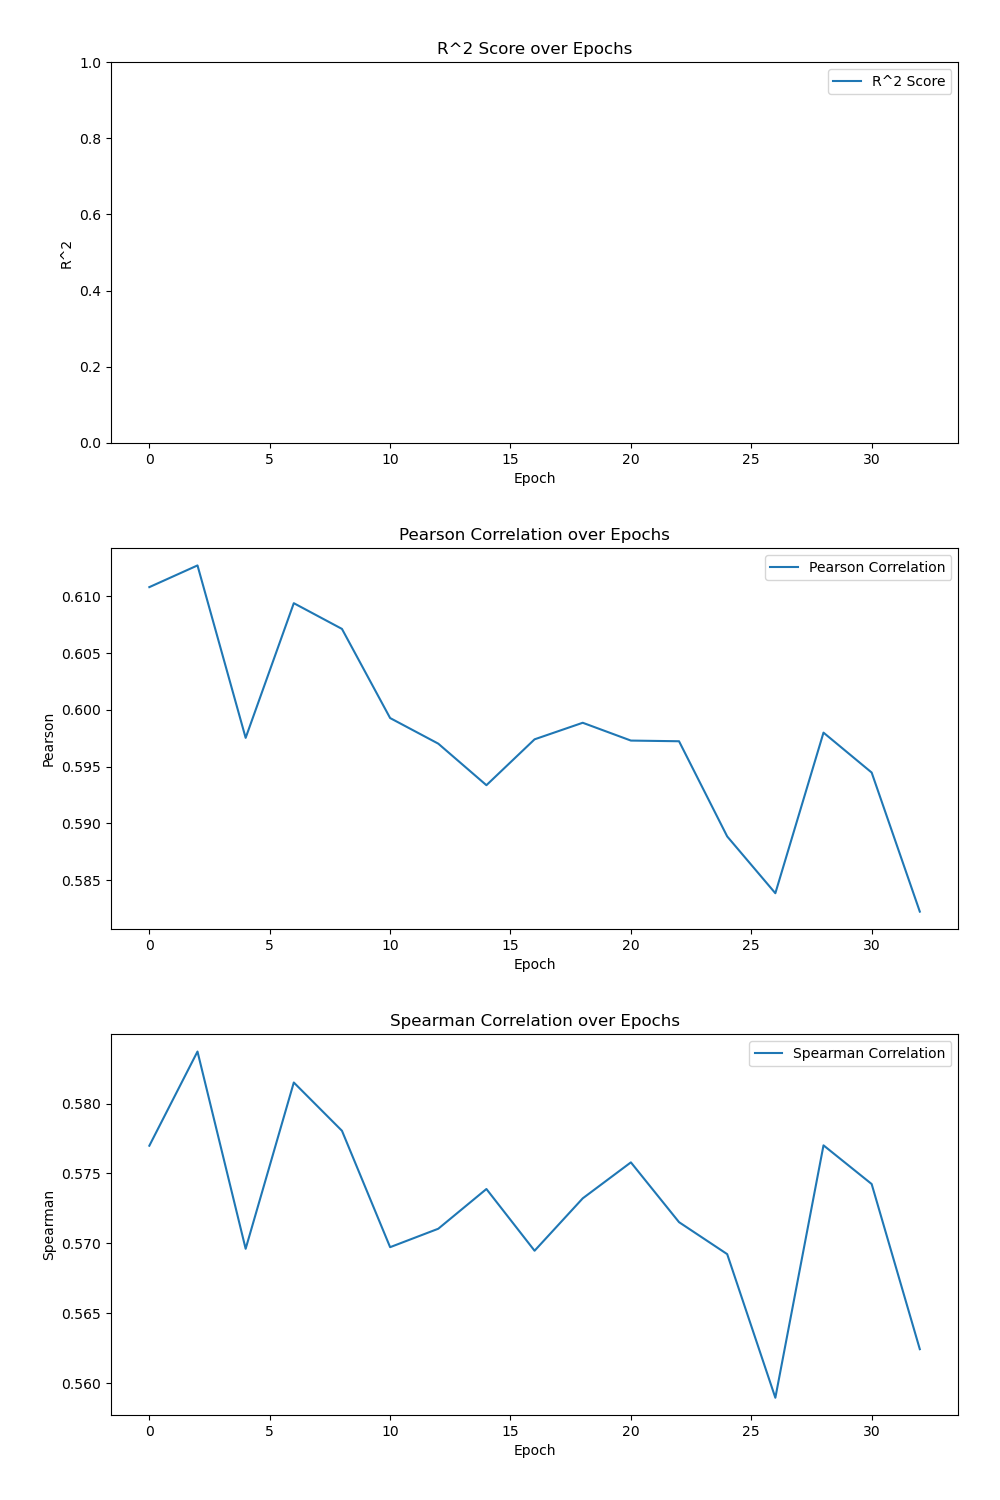 R^2 Score over Epochs
1.0
R^2 Score
0.8
0.6
R^2
0.4
0.2
0.0
0 5 10 15 20 25 30
Epoch
Pearson Correlation over Epochs
Pearson Correlation
0.610
0.605
0.600
Pearson
0.595
0.590
0.585
0 5 10 15 20 25 30
Epoch
Spearman Correlation over Epochs
Spearman Correlation
0.580
0.575
Spearman
0.570
0.565
0.560
0 5 10 15 20 25 30
Epoch